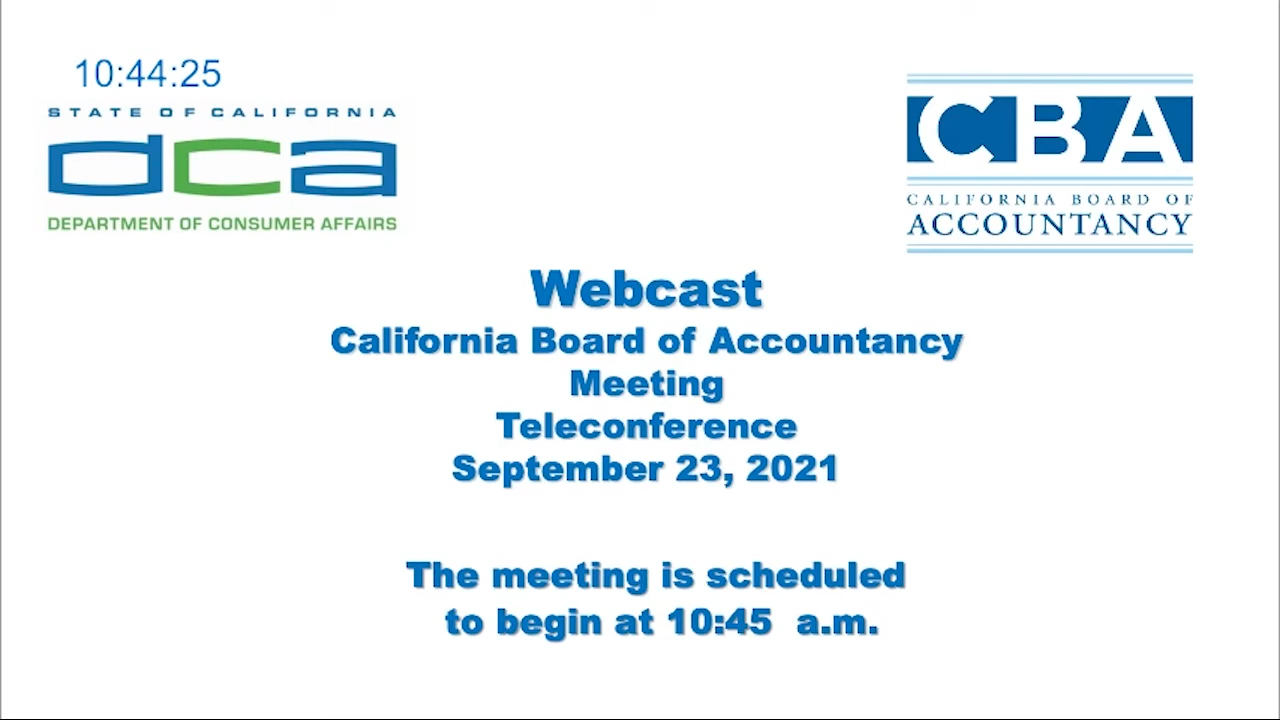 10:44:25
STATE OF CALIFORNIA
dca
DEPARTMENT OF CONSUMER AFFAIRS
CBA
CALIFORNIA BOARD OF
ACCOUNTANCY
Webcast
California Board of Accountancy
Meeting
Teleconference
September 23, 2021
The meeting is scheduled
to begin at 10:45 a.m.